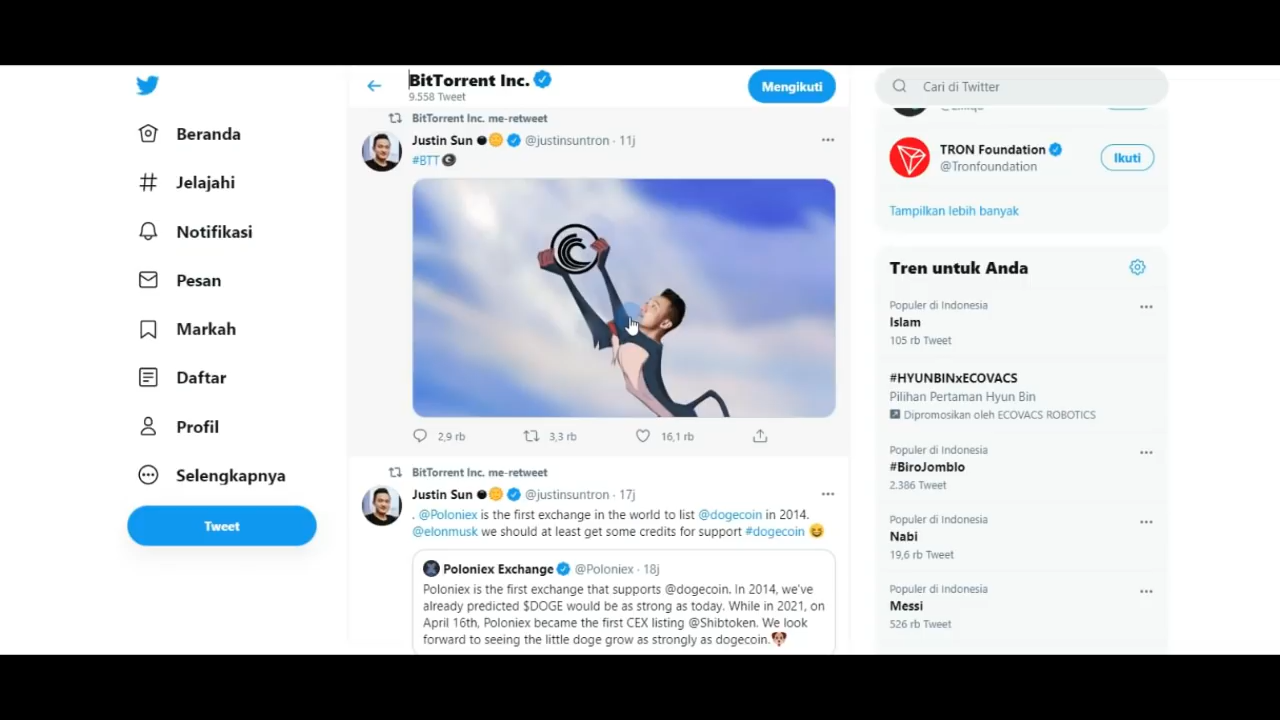 Beranda
Jelajahi
Notifikasi
Pesan
Markah
Daftar
Profil
Selengkapnya
Tweet
BitTorrent Inc.
9.558 Tweet
Mengikuti
BitTorrent Inc. me-retweet
Justin Sun @justinsuntron · 11j
#BTT
2,9 rb 3,3 rb 16,1 rb
BitTorrent Inc. me-retweet
Justin Sun @justinsuntron · 17j
. @Poloniex is the first exchange in the world to list @dogecoin in 2014.
@elonmusk we should at least get some credits for support #dogecoin 😆
Poloniex Exchange @Poloniex · 18j
Poloniex is the first exchange that supports @dogecoin. In 2014, we've
already predicted $DOGE would be as strong as today. While in 2021, on
April 16th, Poloniex became the first CEX listing @Shibtoken. We look
forward to seeing the little doge grow as strongly as dogecoin.🐶
Cari di Twitter
TRON Foundation
@Tronfoundation
Ikuti
Tampilkan lebih banyak
Tren untuk Anda
Populer di Indonesia
Islam
105 rb Tweet
#HYUNBINxECOVACS
Pilihan Pertaman Hyun Bin
Dipromosikan oleh ECOVACS ROBOTICS
Populer di Indonesia
#BiroJomblo
2.386 Tweet
Populer di Indonesia
Nabi
19,6 rb Tweet
Populer di Indonesia
Messi
526 rb Tweet